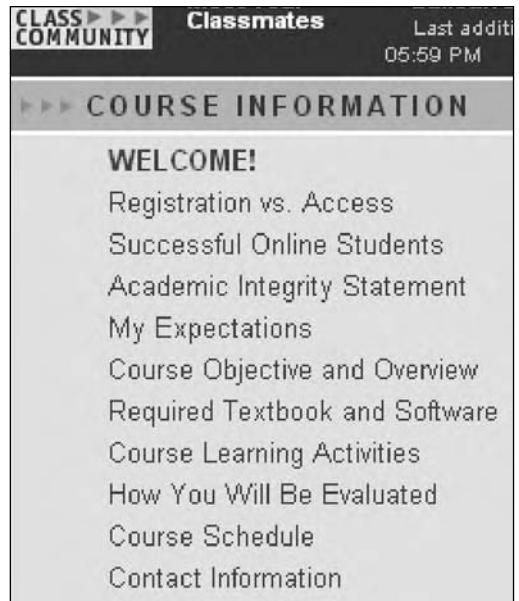 CLASS
COMMUNITY
Classmates
Last
05:59 PM
COURSE INFORMATION
WELCOME!
Registration vs. Access
Successful Online Students
Academic Integrity Statement
My Expectations
Course Objective and Overview
Required Textbook and Software
Course Learning Activities
How You Will Be Evaluated
Course Schedule
Contact Information